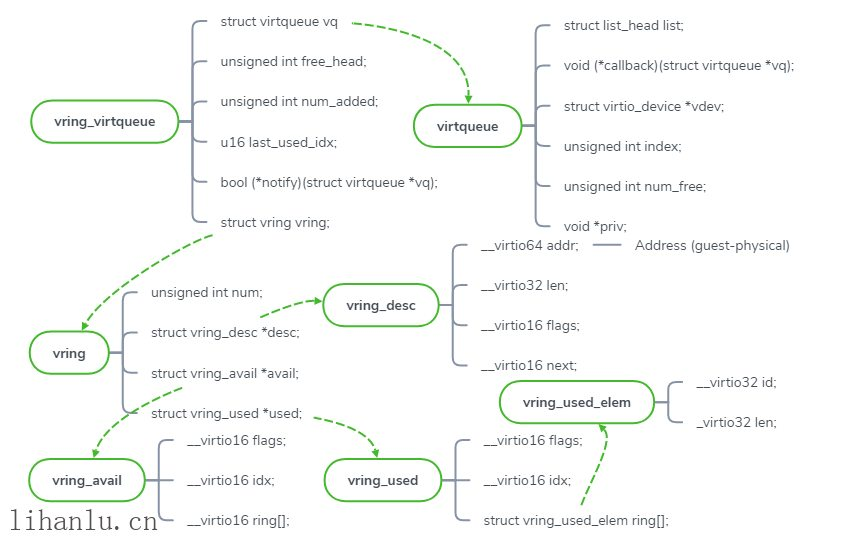 vring_virtqueue
struct virtqueue vq
unsigned int free_head;
unsigned int num_added;
u16 last_used_idx;
bool (*notify)(struct virtqueue *vq);
struct vring vring;
virtqueue
struct list_head list;
void (*callback)(struct virtqueue *vq);
struct virtio_device *vdev;
unsigned int index;
unsigned int num_free;
void *priv;
vring
unsigned int num;
struct vring_desc *desc;
struct vring_avail *avail;
struct vring_used *used;
vring_desc
__virtio64 addr;
Address (guest-physical)
__virtio32 len;
__virtio16 flags;
__virtio16 next;
vring_used_elem
__virtio32 id;
_virtio32 len;
vring_avail
__virtio16 flags;
__virtio16 idx;
__virtio16 ring[];
vring_used
__virtio16 flags;
__virtio16 idx;
struct vring_used_elem ring[];
lihanlu.cn